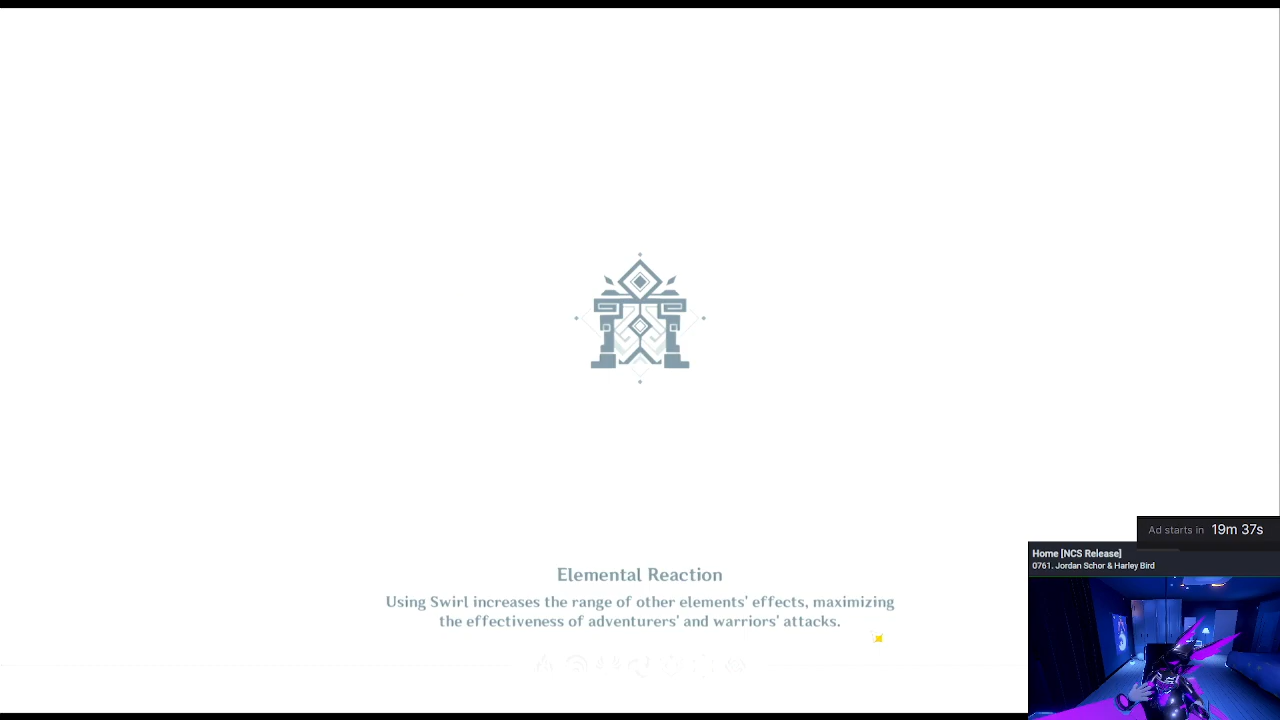 Elemental Reaction
Using Swirl increases the range of other elements' effects, maximizing
the effectiveness of adventurers' and warriors' attacks.
Ad starts in 19m 37s
Home [NCS Release]
0761. Jordan Schor & Harley Bird